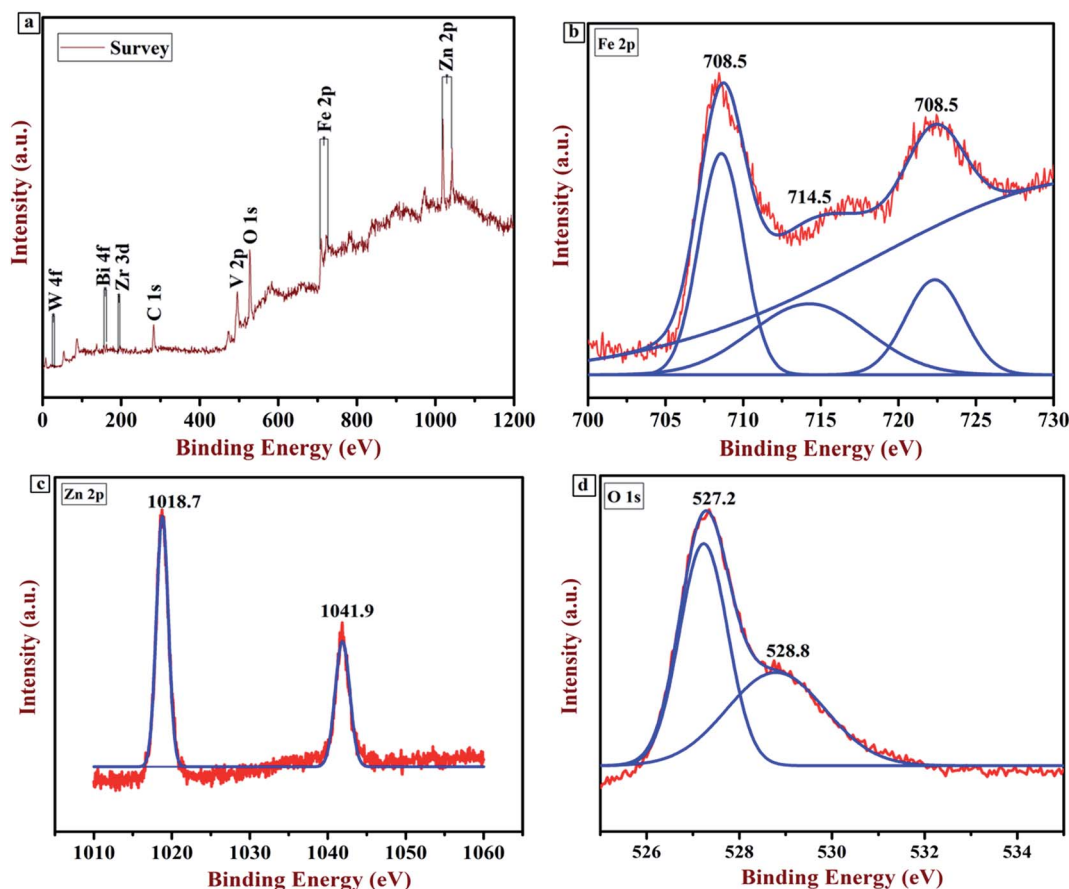 a
Survey
W 4f
Bi 4f
Zr 3d
C 1s
V 2p
O 1s
Fe 2p
Zn 2p
Intensity (a.u.)
0 200 400 600 800 1000 1200
Binding Energy (eV)
b
Fe 2p
708.5
714.5
708.5
Intensity (a.u.)
700 705 710 715 720 725 730
Binding Energy (eV)
c
Zn 2p
1018.7
1041.9
Intensity (a.u.)
1010 1020 1030 1040 1050 1060
Binding Energy (eV)
d
O 1s
527.2
528.8
Intensity (a.u.)
526 528 530 532 534
Binding Energy (eV)